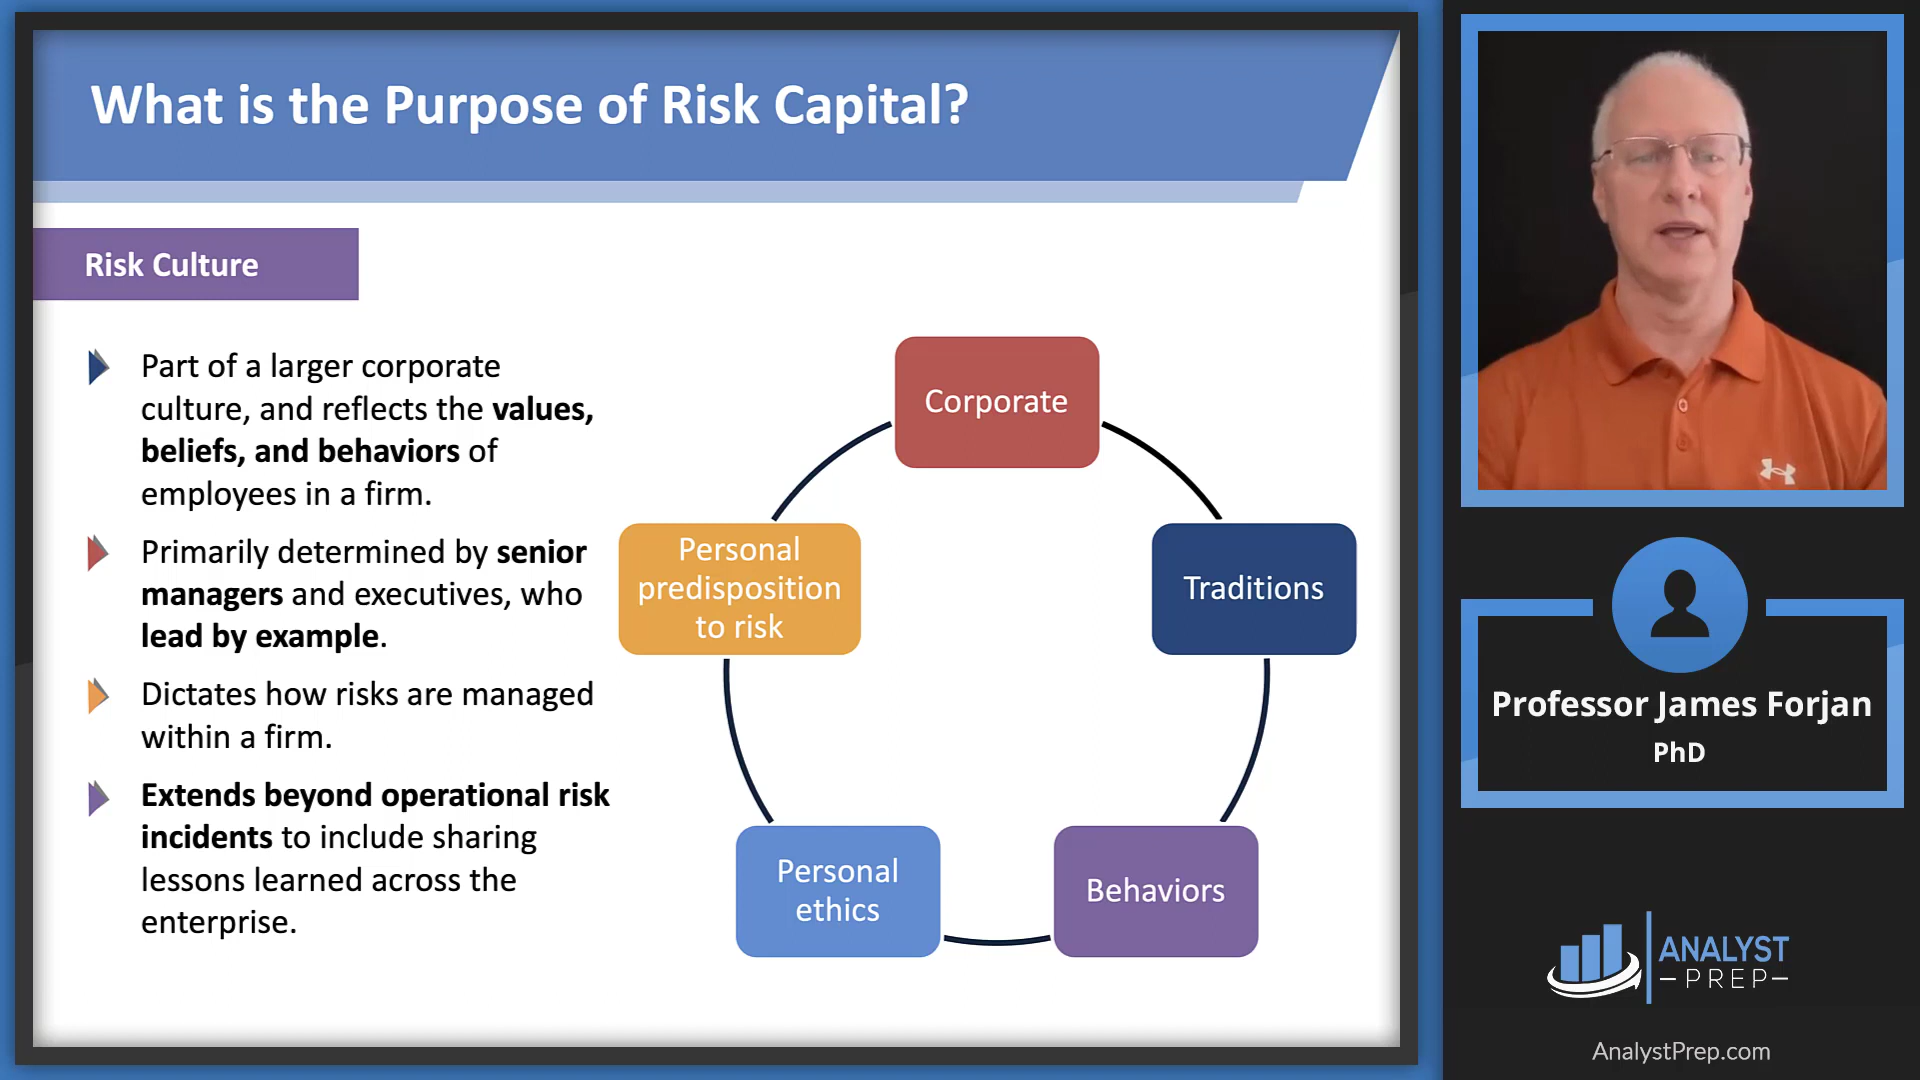 What is the Purpose of Risk Capital?
Risk Culture
Part of a larger corporate
culture, and reflects the values,
beliefs, and behaviors of
employees in a firm.
Primarily determined by senior
managers and executives, who
lead by example.
Dictates how risks are managed
within a firm.
Extends beyond operational risk
incidents to include sharing
lessons learned across the
enterprise.
Corporate
Traditions
Behaviors
Personal
ethics
Personal
predisposition
to risk
Professor James Forjan
PhD
ANALYST
PREP
AnalystPrep.com